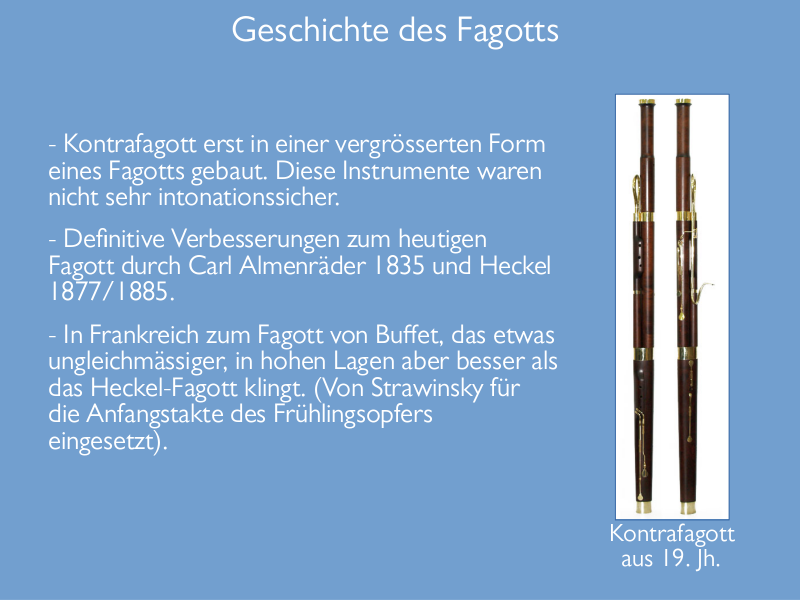 Geschichte des Fagotts
- Kontrafagott erst in einer vergrösserten Form
eines Fagotts gebaut. Diese Instrumente waren
nicht sehr intonationssicher.
- Definitive Verbesserungen zum heutigen
Fagott durch Carl Almenräder 1835 und Heckel
1877/1885.
- In Frankreich zum Fagott von Buffet, das etwas
ungleichmässiger, in hohen Lagen aber besser als
das Heckel-Fagott klingt. (Von Strawinsky für
die Anfangstakte des Frühlingsopfers
eingesetzt).
Kontrafagott
aus 19. Jh.